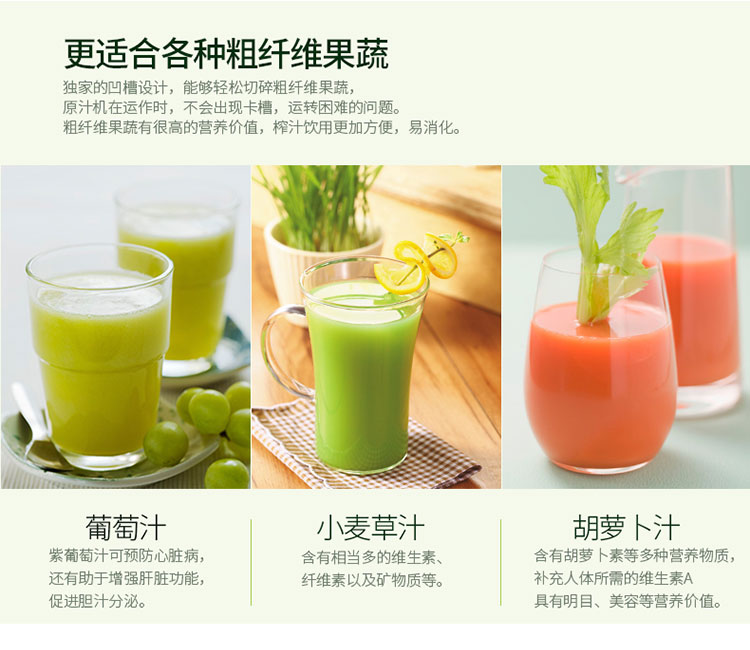 更适合各种粗纤维果蔬
独家的凹槽设计，能够轻松切碎粗纤维果蔬，
原汁机在运作时，不会出现卡槽，运转困难的问题。
粗纤维果蔬有很高的营养价值，榨汁饮用更加方便，易消化。
葡萄汁
紫葡萄汁可预防心脏病，
还有助于增强肝脏功能，
促进胆汁分泌。
小麦草汁
含有相当多的维生素、
纤维素以及矿物质等。
胡萝卜汁
含有胡萝卜素等多种营养物质，
补充人体所需的维生素A
具有明目、美容等营养价值。